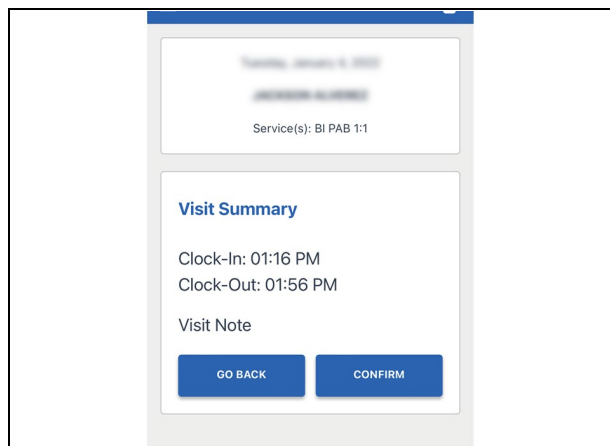 Service(s): BI PAB 1:1
Visit Summary
Clock-In: 01:16 PM
Clock-Out: 01:56 PM
Visit Note
GO BACK CONFIRM